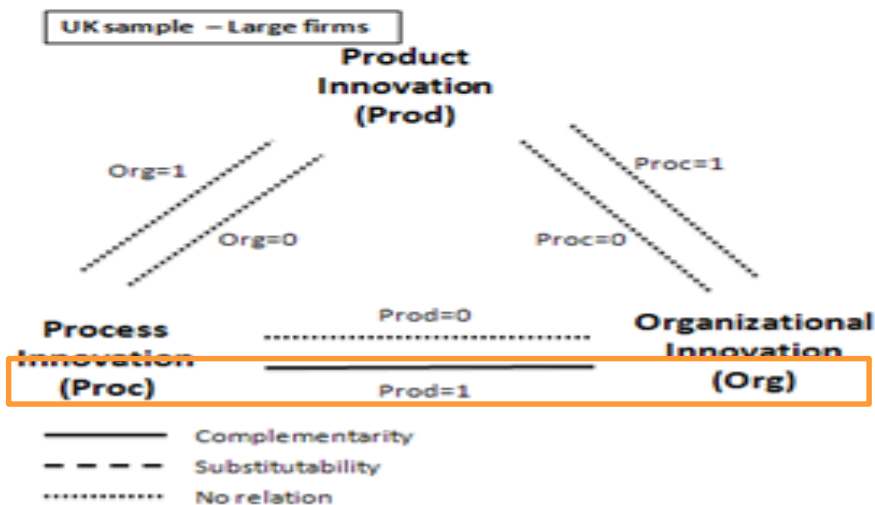 UK sample – Large firms
Product
Innovation
(Prod)
Org=1
Proc=1
Org=0
Proc=0
Prod=0
Process
Innovation
(Proc)
Organizational
Innovation
(Org)
Prod=1
Complementarity
Substitutability
No relation